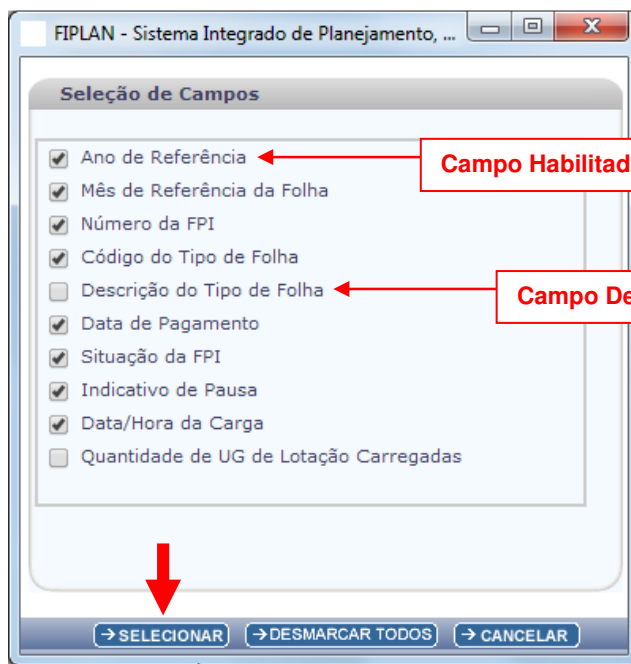 FIPLAN - Sistema Integrado de Planejamento, ...
Seleção de Campos
Ano de Referência
Campo Habilitad
Mês de Referência da Folha
Número da FPI
Código do Tipo de Folha
Descrição do Tipo de Folha
Campo De
Data de Pagamento
Situação da FPI
Indicativo de Pausa
Data/Hora da Carga
Quantidade de UG de Lotação Carregadas
SELECIONAR DESMARCAR TODOS CANCELAR